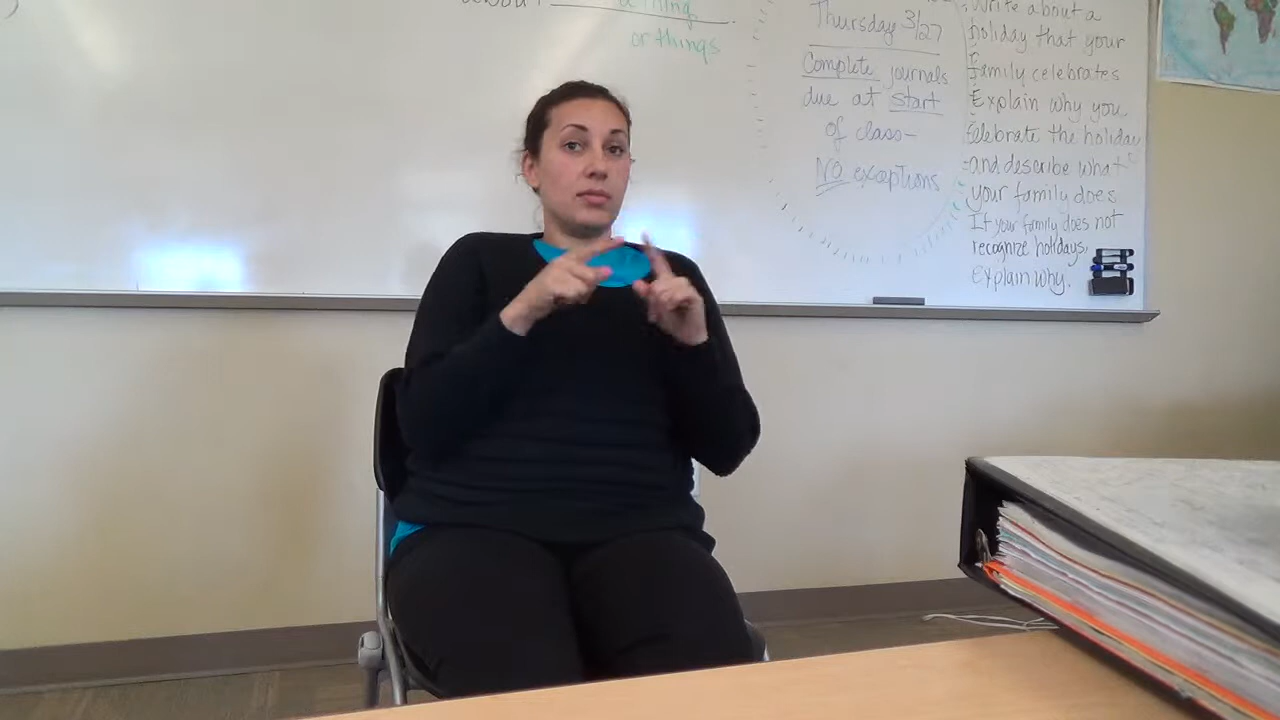 about a thing
or things
Thursday 3/27
Complete journals
due at start
of class-
No exceptions
Write about a
holiday that your
family celebrates
Explain why you
celebrate the holiday
and describe what
your family does
If your family does not
recognize holidays,
Explain why.